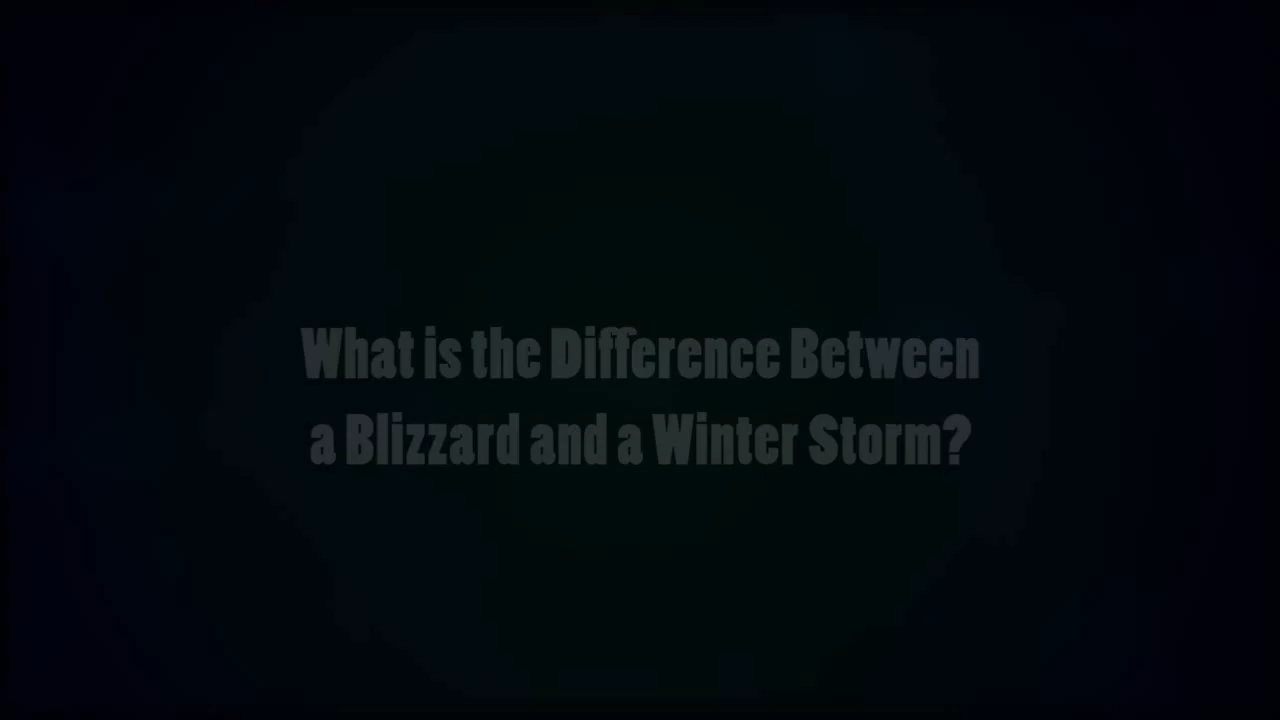 What is the Difference Between
a Blizzard and a Winter Storm?